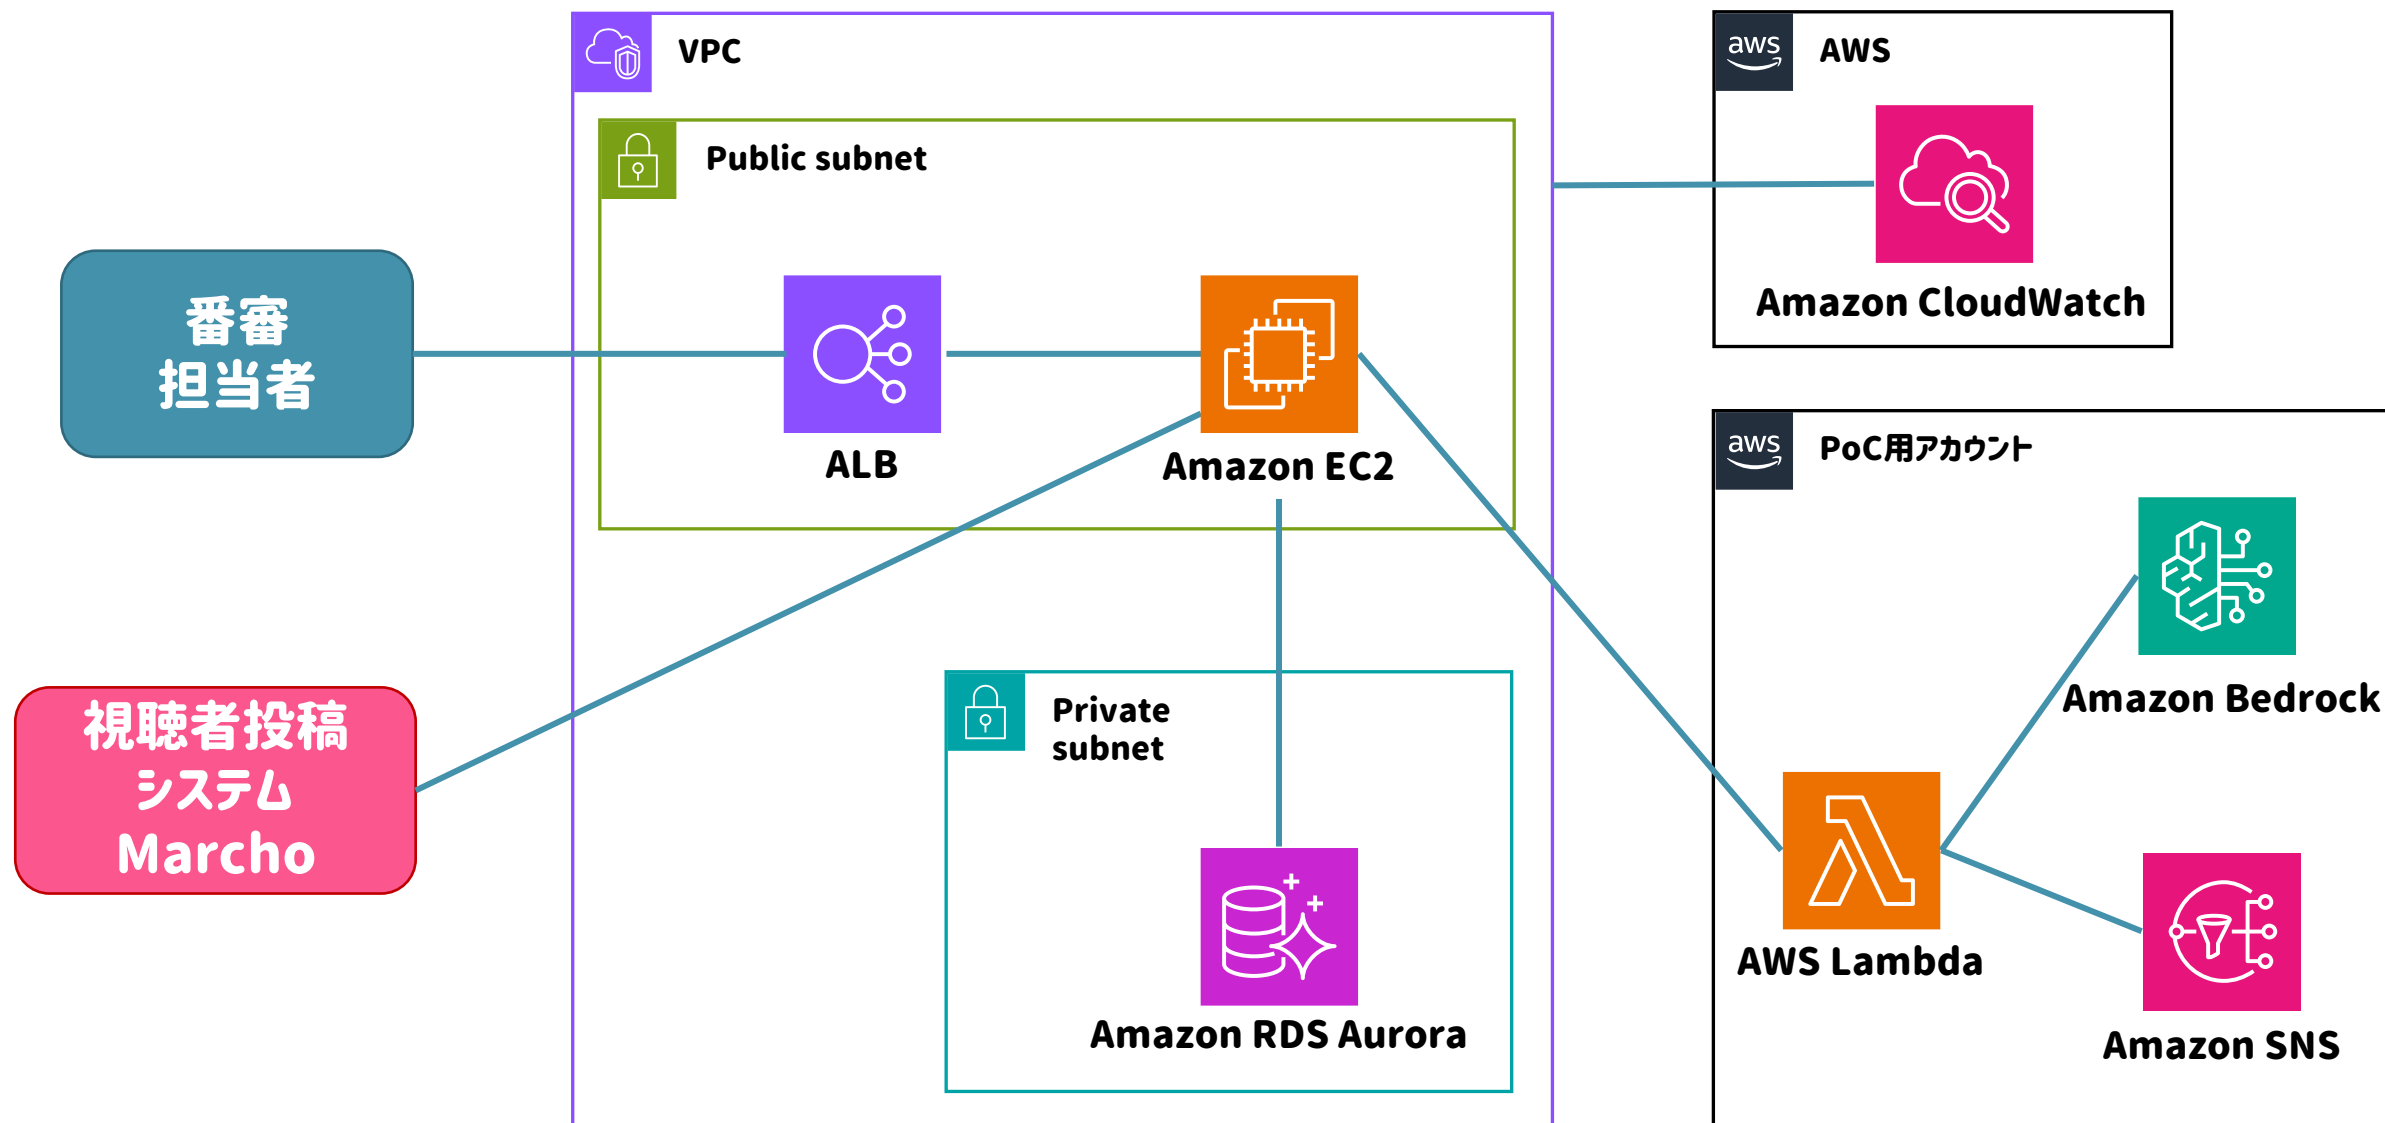 VPC
aws
AWS
Public subnet
Amazon CloudWatch
番審
担当者
ALB
Amazon EC2
aws
PoC用アカウント
視聴者投稿
システム
Marcho
Private
subnet
Amazon Bedrock
AWS Lambda
Amazon RDS Aurora
Amazon SNS